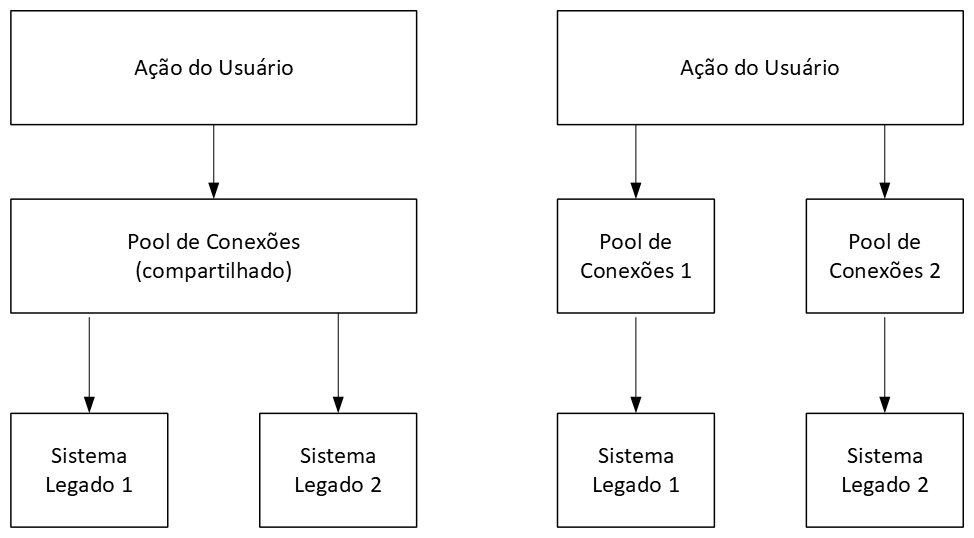 Ação do Usuário
Pool de Conexões
(compartilhado)
Sistema
Legado 1
Sistema
Legado 2
Ação do Usuário
Pool de
Conexões 1
Pool de
Conexões 2
Sistema
Legado 1
Sistema
Legado 2